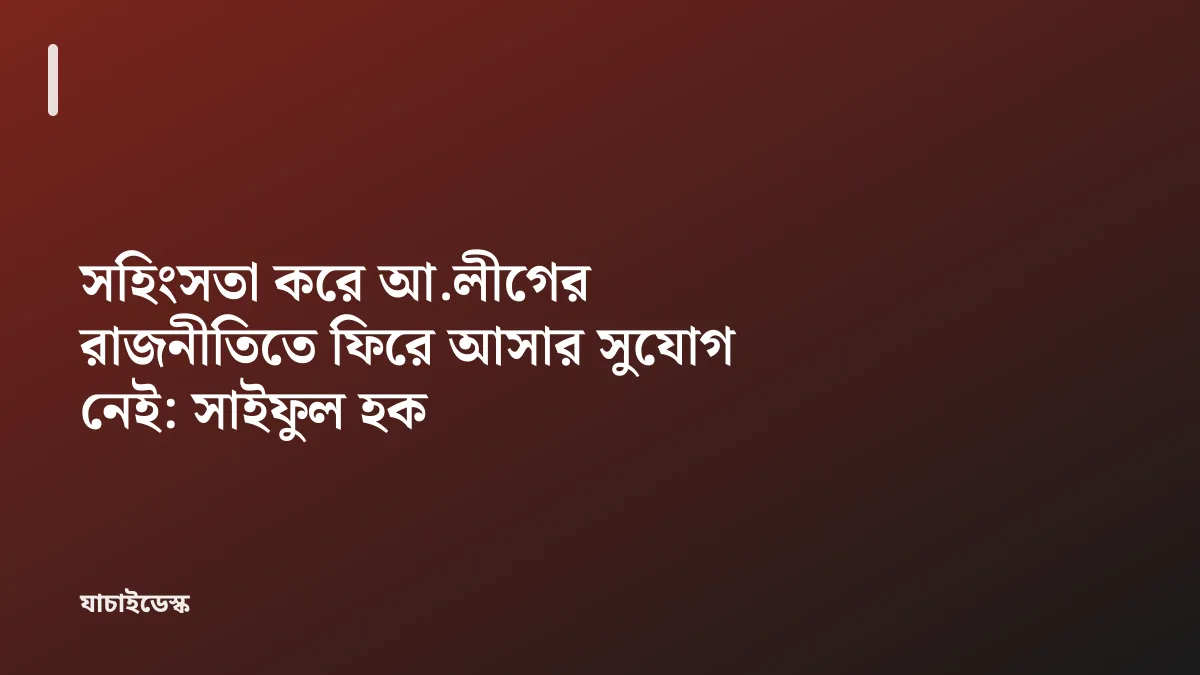 সহিংসতা করে আ.লীগের
রাজনীতিতে ফিরে আসার সুযোগ
নেই: সাইফুল হক
যাচাইডেস্ক